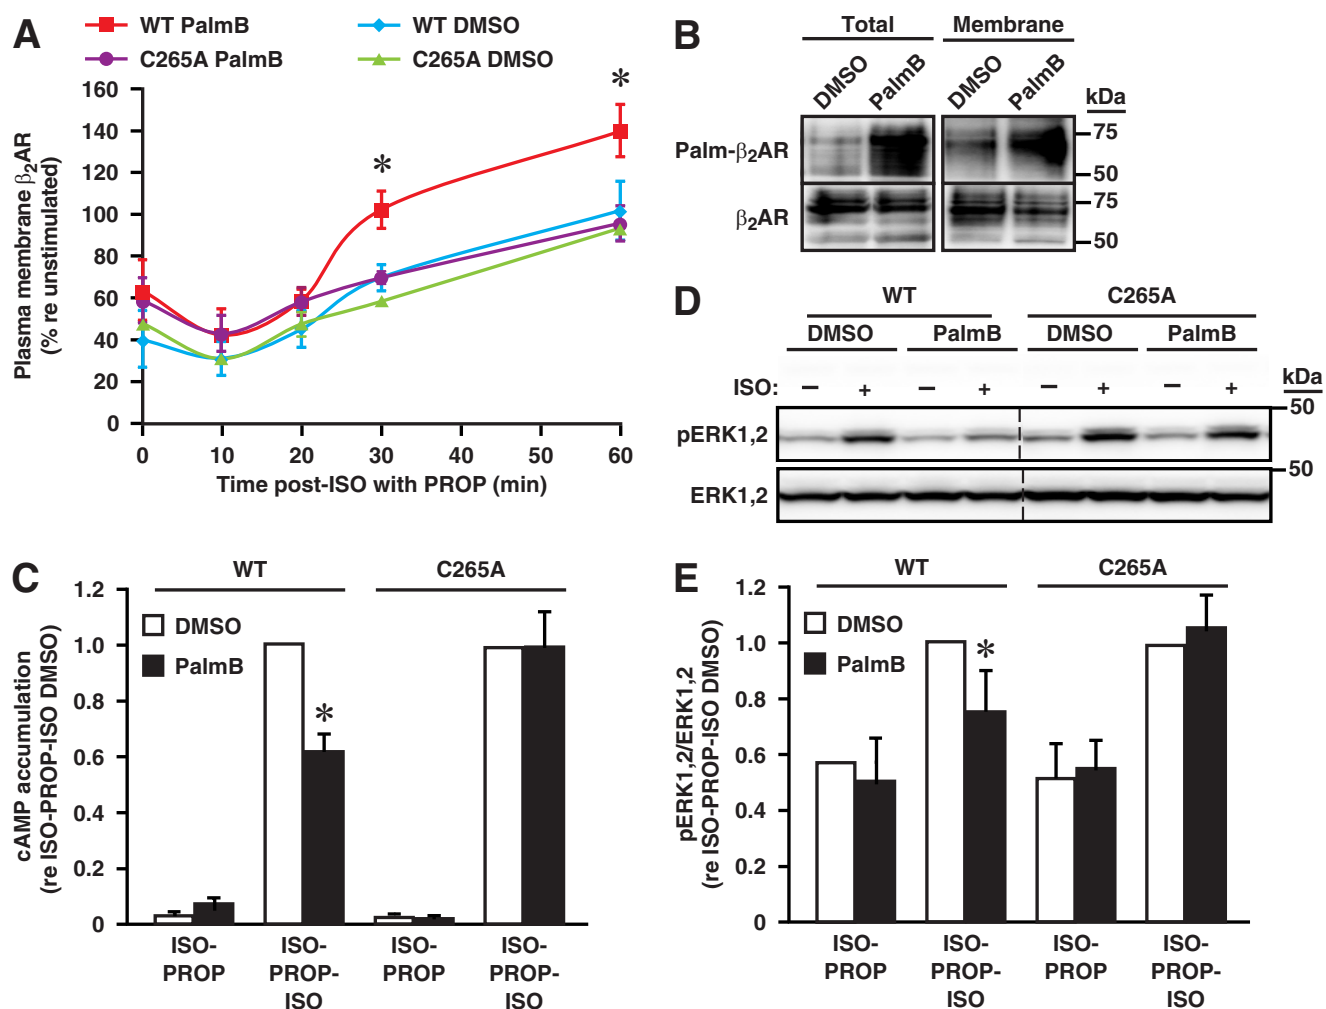 A
WT PalmB
WT DMSO
C265A PalmB
C265A DMSO
Plasma membrane β2AR
(% re unstimulated)
160
140
120
100
80
60
40
20
0
*
*
0 10 20 30 40 50 60
Time post-ISO with PROP (min)
B
Total Membrane
DMSO PalmB DMSO PalmB
kDa
Palm-β2AR
75
50
β2AR
75
50
D
WT C265A
DMSO PalmB DMSO PalmB
kDa
ISO: – + – + – + – +
50
pERK1,2
50
ERK1,2
C
WT C265A
DMSO
PalmB
cAMP accumulation
(re ISO-PROP-ISO DMSO)
1.2
1.0
0.8
0.6
0.4
0.2
0
*
ISO-PROP
ISO-PROP-ISO
ISO-PROP
ISO-PROP-ISO
E
WT C265A
DMSO
PalmB
pERK1,2/ERK1,2
(re ISO-PROP-ISO DMSO)
1.2
1.0
0.8
0.6
0.4
0.2
0
*
ISO-PROP
ISO-PROP-ISO
ISO-PROP
ISO-PROP-ISO